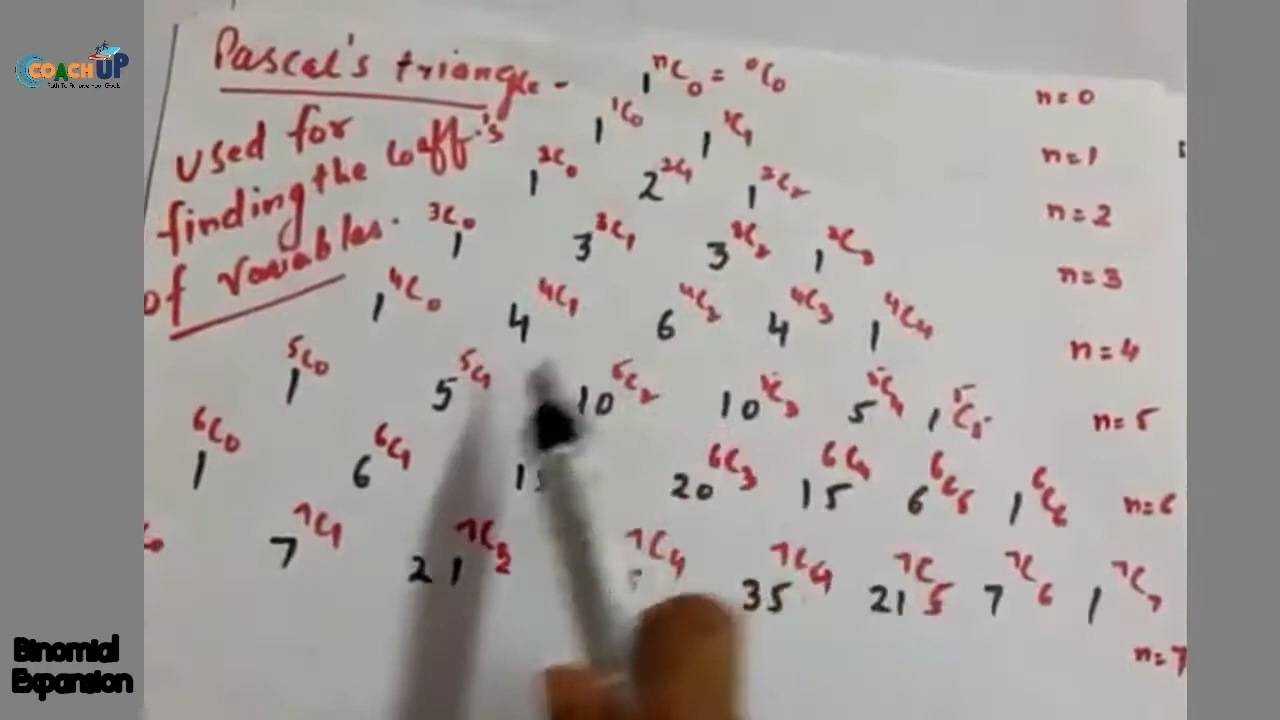 COACHUP
Pascal's triangle -
used for
finding the coeff.'s
of variables.
1 ⁿC₀ = ⁰C₀ n=0
1 ¹C₀ 1 ¹C₁ n=1
1 ²C₀ 2 ²C₁ 1 ²C₂ n=2
1 ³C₀ 3 ³C₁ 3 ³C₂ 1 ³C₃ n=3
1 ⁴C₀ 4 ⁴C₁ 6 ⁴C₂ 4 ⁴C₃ 1 ⁴C₄ n=4
1 ⁵C₀ 5 ⁵C₁ 10 ⁵C₂ 10 ⁵C₃ 5 ⁵C₄ 1 ⁵C₅ n=5
1 ⁶C₀ 6 ⁶C₁ 15 20 ⁶C₃ 15 ⁶C₄ 6 ⁶C₅ 1 ⁶C₆ n=6
7 ⁷C₁ 21 ⁷C₂ ⁷C₄ 35 ⁷C₄ 21 ⁷C₅ 7 ⁷C₆ 1 ⁷C₇
n=7
Binomial
Expansion